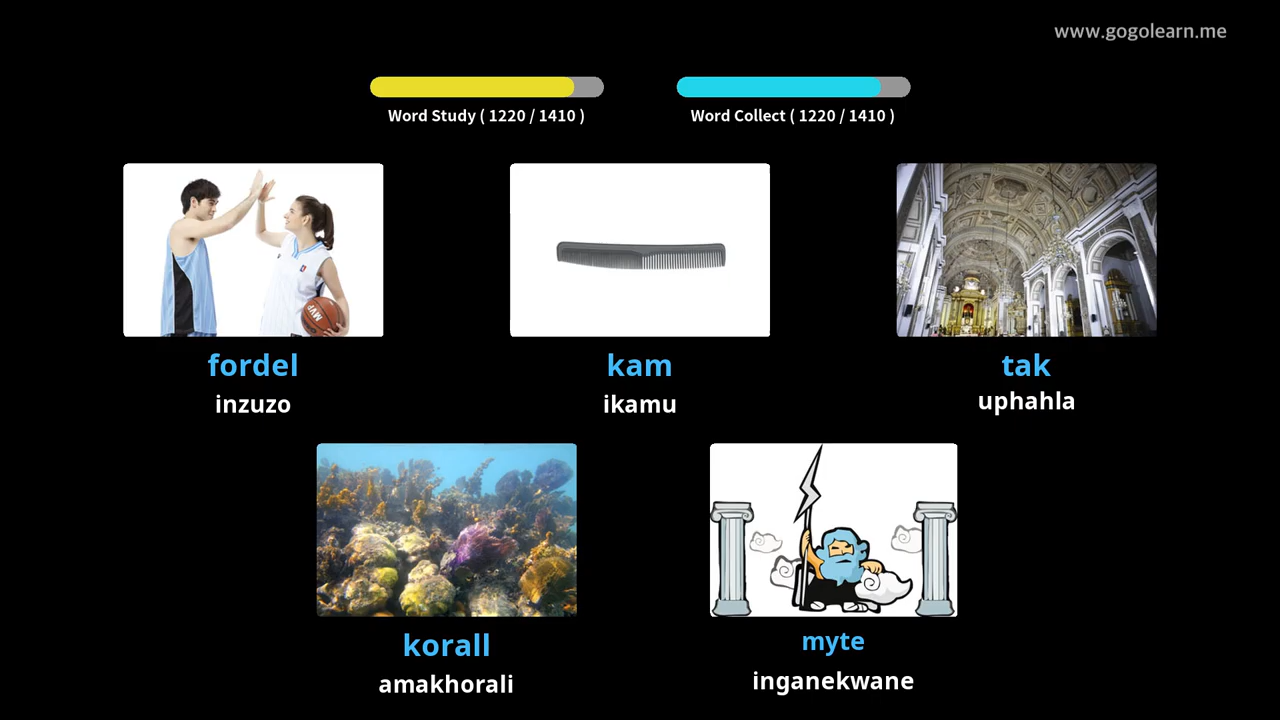 www.gogolearn.me
Word Study ( 1220 / 1410 )
Word Collect ( 1220 / 1410 )
MVP
fordel
inzuzo
kam
ikamu
tak
uphahla
korall
amakhorali
myte
inganekwane